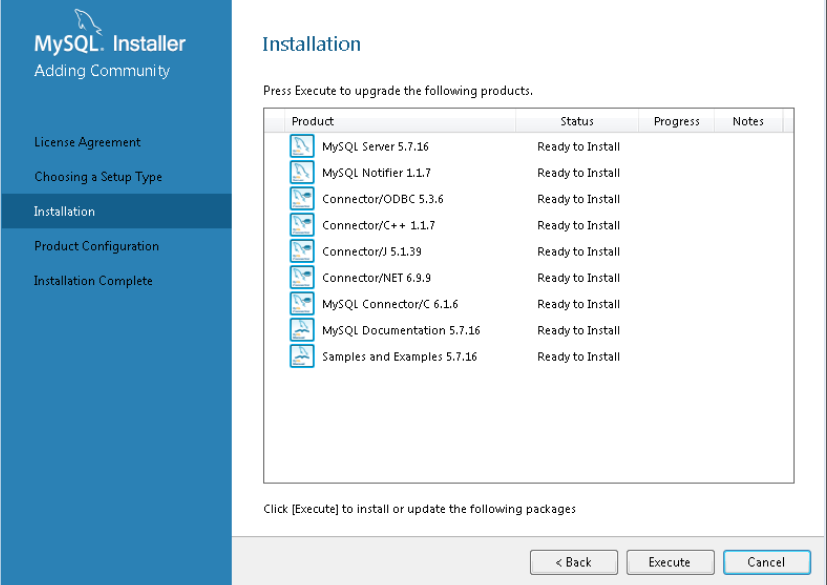 MySQL. Installer
Adding Community
License Agreement
Choosing a Setup Type
Installation
Product Configuration
Installation Complete
Installation
Press Execute to upgrade the following products.
Product Status Progress Notes
MySQL Server 5.7.16 Ready to Install
MySQL Notifier 1.1.7 Ready to Install
Connector/ODBC 5.3.6 Ready to Install
Connector/C++ 1.1.7 Ready to Install
Connector/J 5.1.39 Ready to Install
Connector/NET 6.9.9 Ready to Install
MySQL Connector/C 6.1.6 Ready to Install
MySQL Documentation 5.7.16 Ready to Install
Samples and Examples 5.7.16 Ready to Install
Click [Execute] to install or update the following packages
< Back Execute Cancel